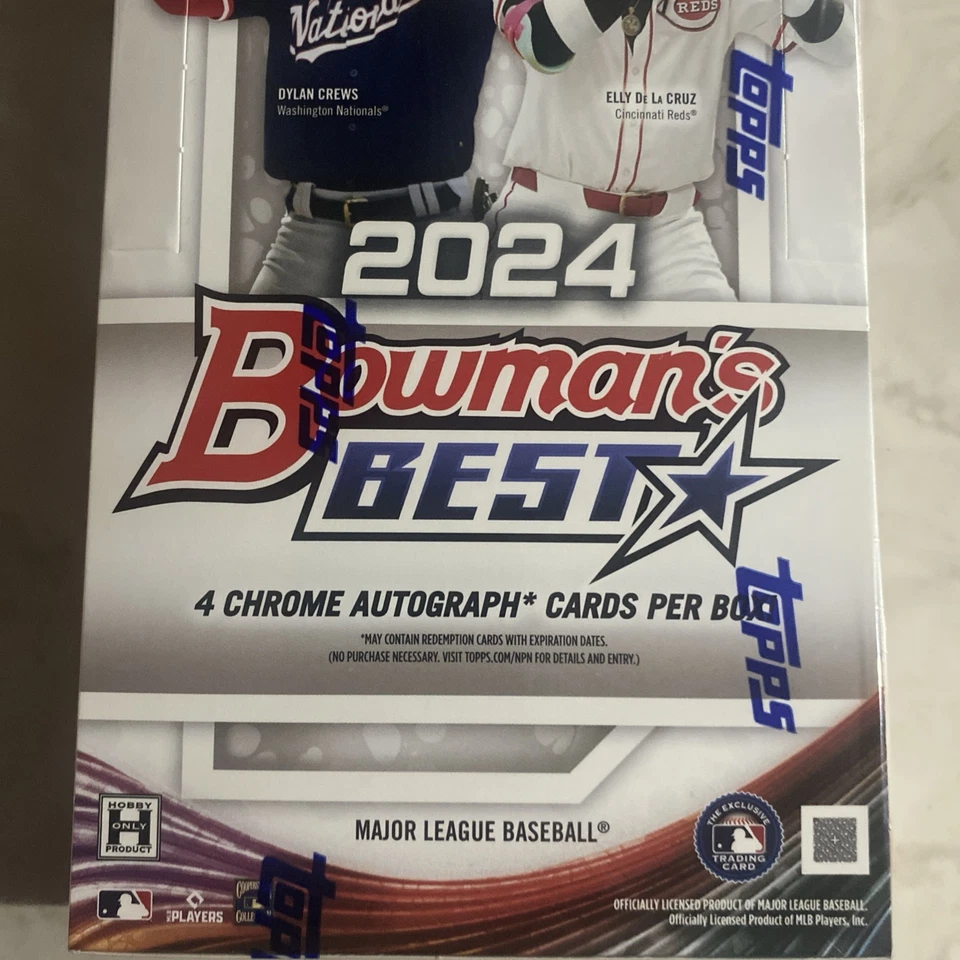 Nationals
REDS
DYLAN CREWS
Washington Nationals®
ELLY DE LA CRUZ
Cincinnati Reds®
topps
2024
topps
Bowman's
BEST
4 CHROME AUTOGRAPH* CARDS PER BOX!
*MAY CONTAIN REDEMPTION CARDS WITH EXPIRATION DATES.
(NO PURCHASE NECESSARY. VISIT TOPPS.COM/NPN FOR DETAILS AND ENTRY.)
topps
HOBBY
H
ONLY
PRODUCT
MAJOR LEAGUE BASEBALL®
THE EXCLUSIVE
TRADING
CARD
PLAYERS
topps
OFFICIALLY LICENSED PRODUCT OF MAJOR LEAGUE BASEBALL.
Officially Licensed Product of MLB Players, Inc.